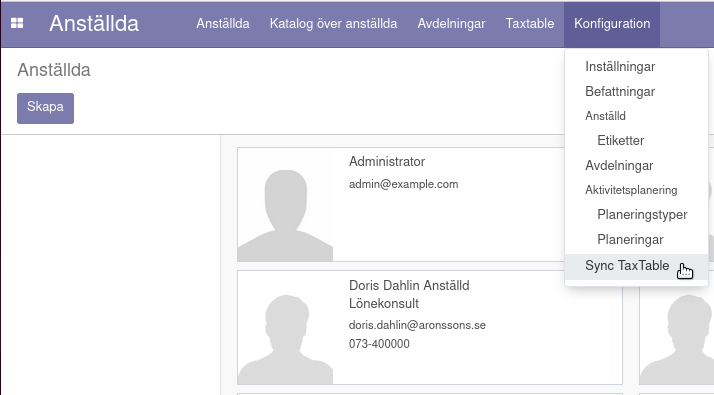 Anställda
Anställda
Katalog över anställda
Avdelningar
Taxtable
Konfiguration
Anställda
Skapa
Inställningar
Befattningar
Anställd
Etiketter
Avdelningar
Aktivitetsplanering
Planeringstyper
Planeringar
Sync TaxTable
Administrator
admin@example.com
Doris Dahlin Anställd
Lönekonsult
doris.dahlin@aronssons.se
073-400000